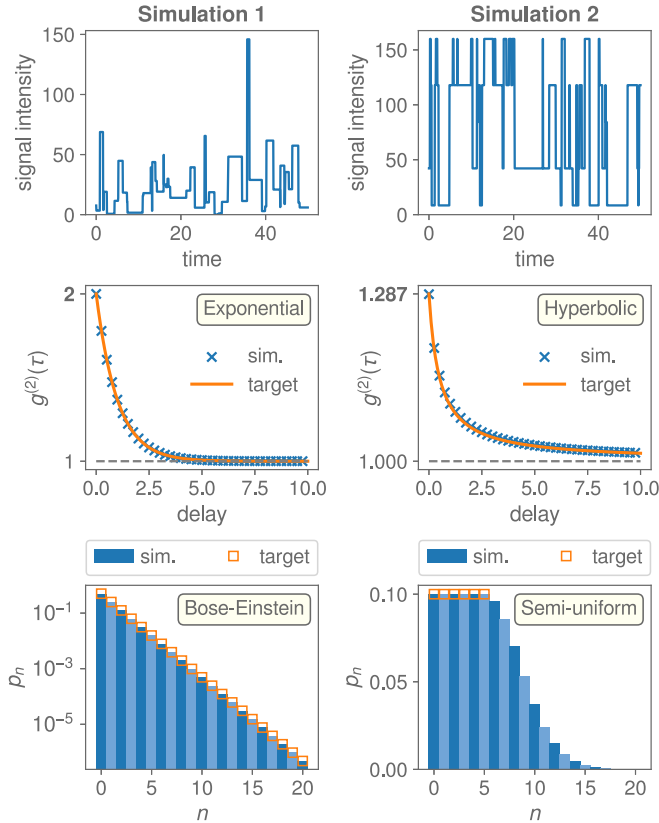 Simulation 1
Simulation 2
signal intensity
150
100
50
0
0
20
40
time
signal intensity
150
100
50
0
0
20
40
time
g⁽²⁾(τ)
2
1
Exponential
sim.
target
0.0
2.5
5.0
7.5
10.0
delay
g⁽²⁾(τ)
1.287
1.000
Hyperbolic
sim.
target
0.0
2.5
5.0
7.5
10.0
delay
sim.
target
sim.
target
pₙ
10⁻¹
10⁻³
10⁻⁵
Bose-Einstein
0
5
10
15
20
n
pₙ
0.10
0.05
0.00
Semi-uniform
0
5
10
15
20
n